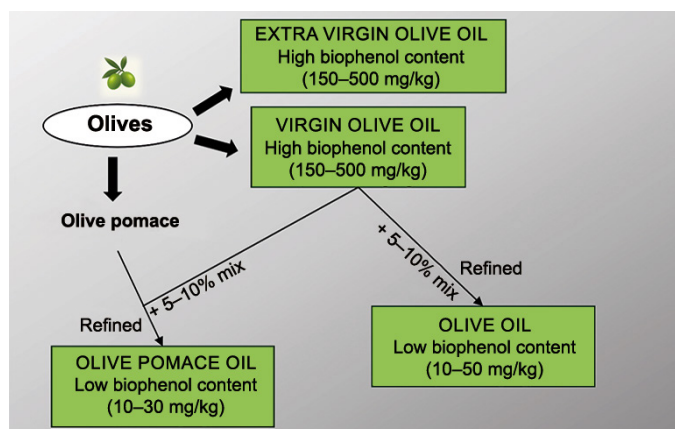 EXTRA VIRGIN OLIVE OIL
High biophenol content
(150–500 mg/kg)
Olives
VIRGIN OLIVE OIL
High biophenol content
(150–500 mg/kg)
Olive pomace
+ 5–10% mix
+ 5–10% mix
Refined
Refined
OLIVE OIL
Low biophenol content
(10–50 mg/kg)
OLIVE POMACE OIL
Low biophenol content
(10–30 mg/kg)